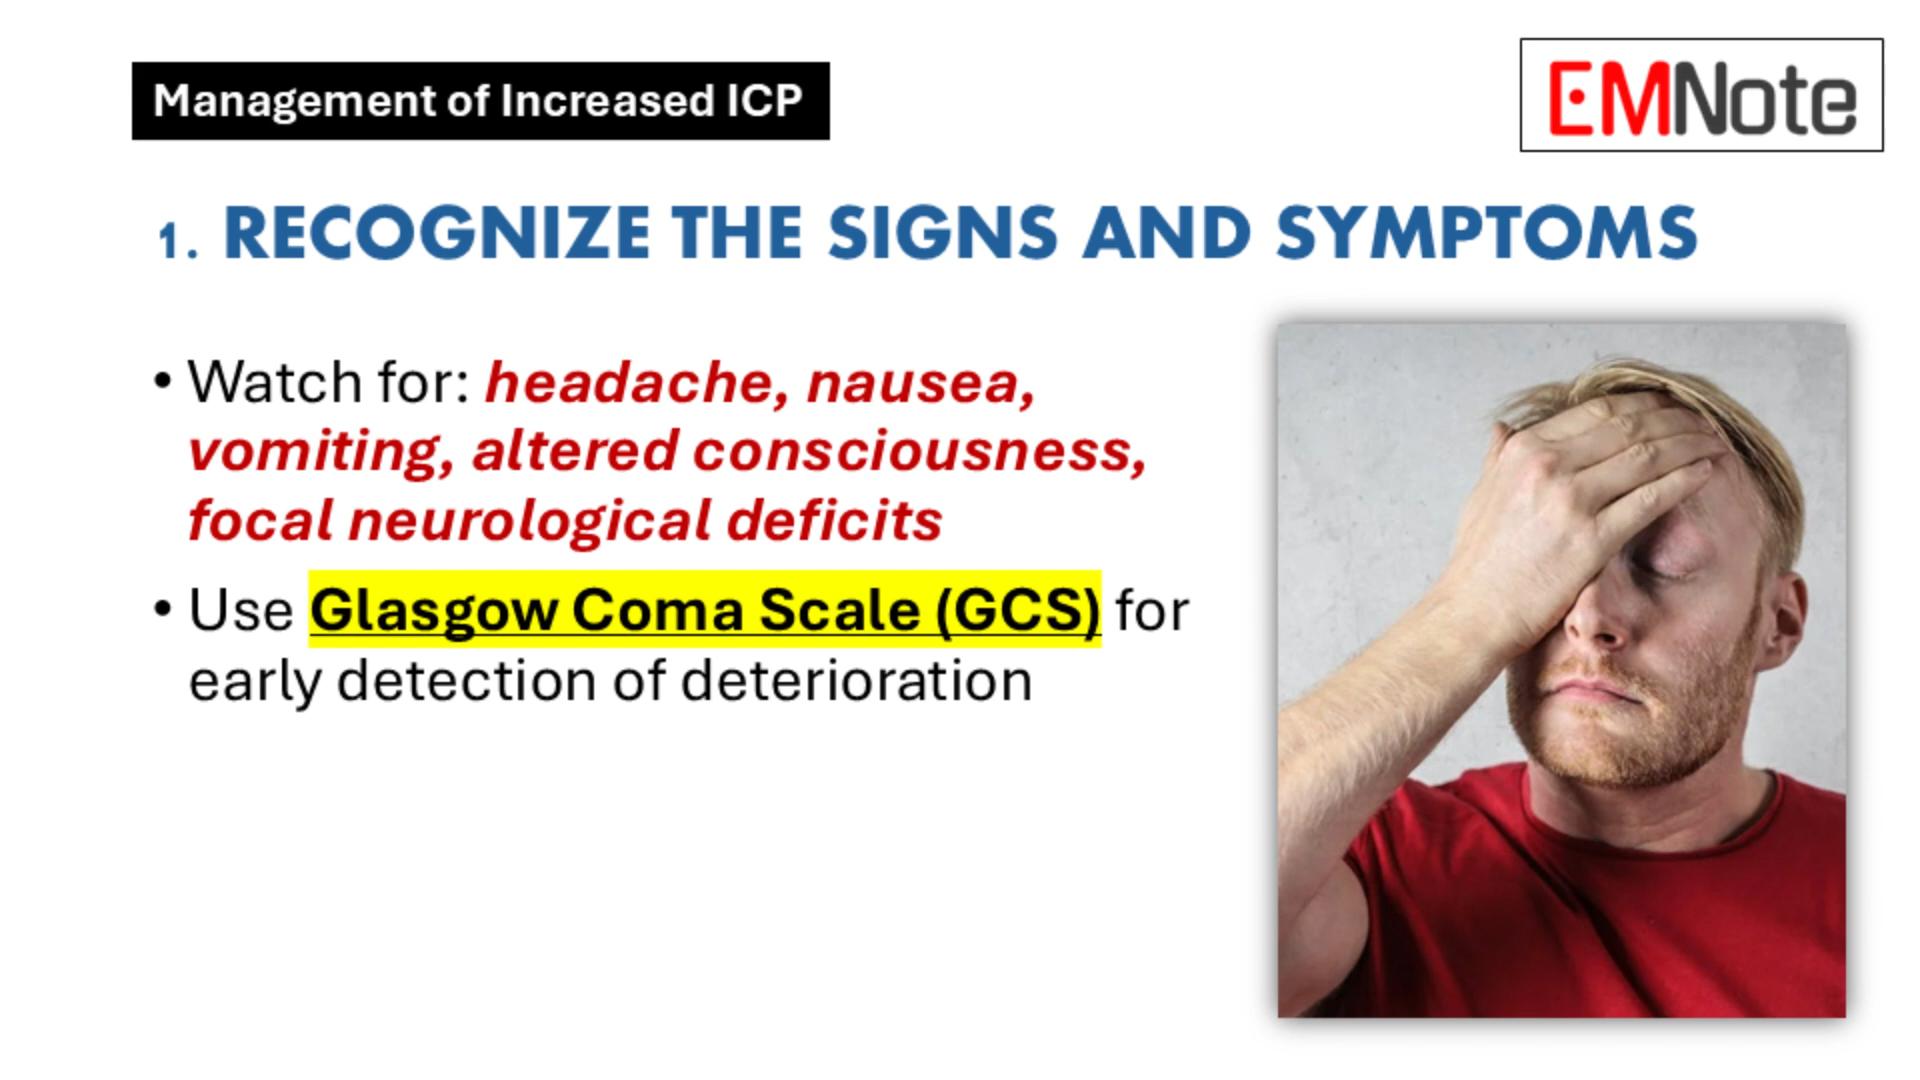 Management of Increased ICP
EMNote
1. RECOGNIZE THE SIGNS AND SYMPTOMS
• Watch for: headache, nausea,
vomiting, altered consciousness,
focal neurological deficits
• Use Glasgow Coma Scale (GCS) for
early detection of deterioration